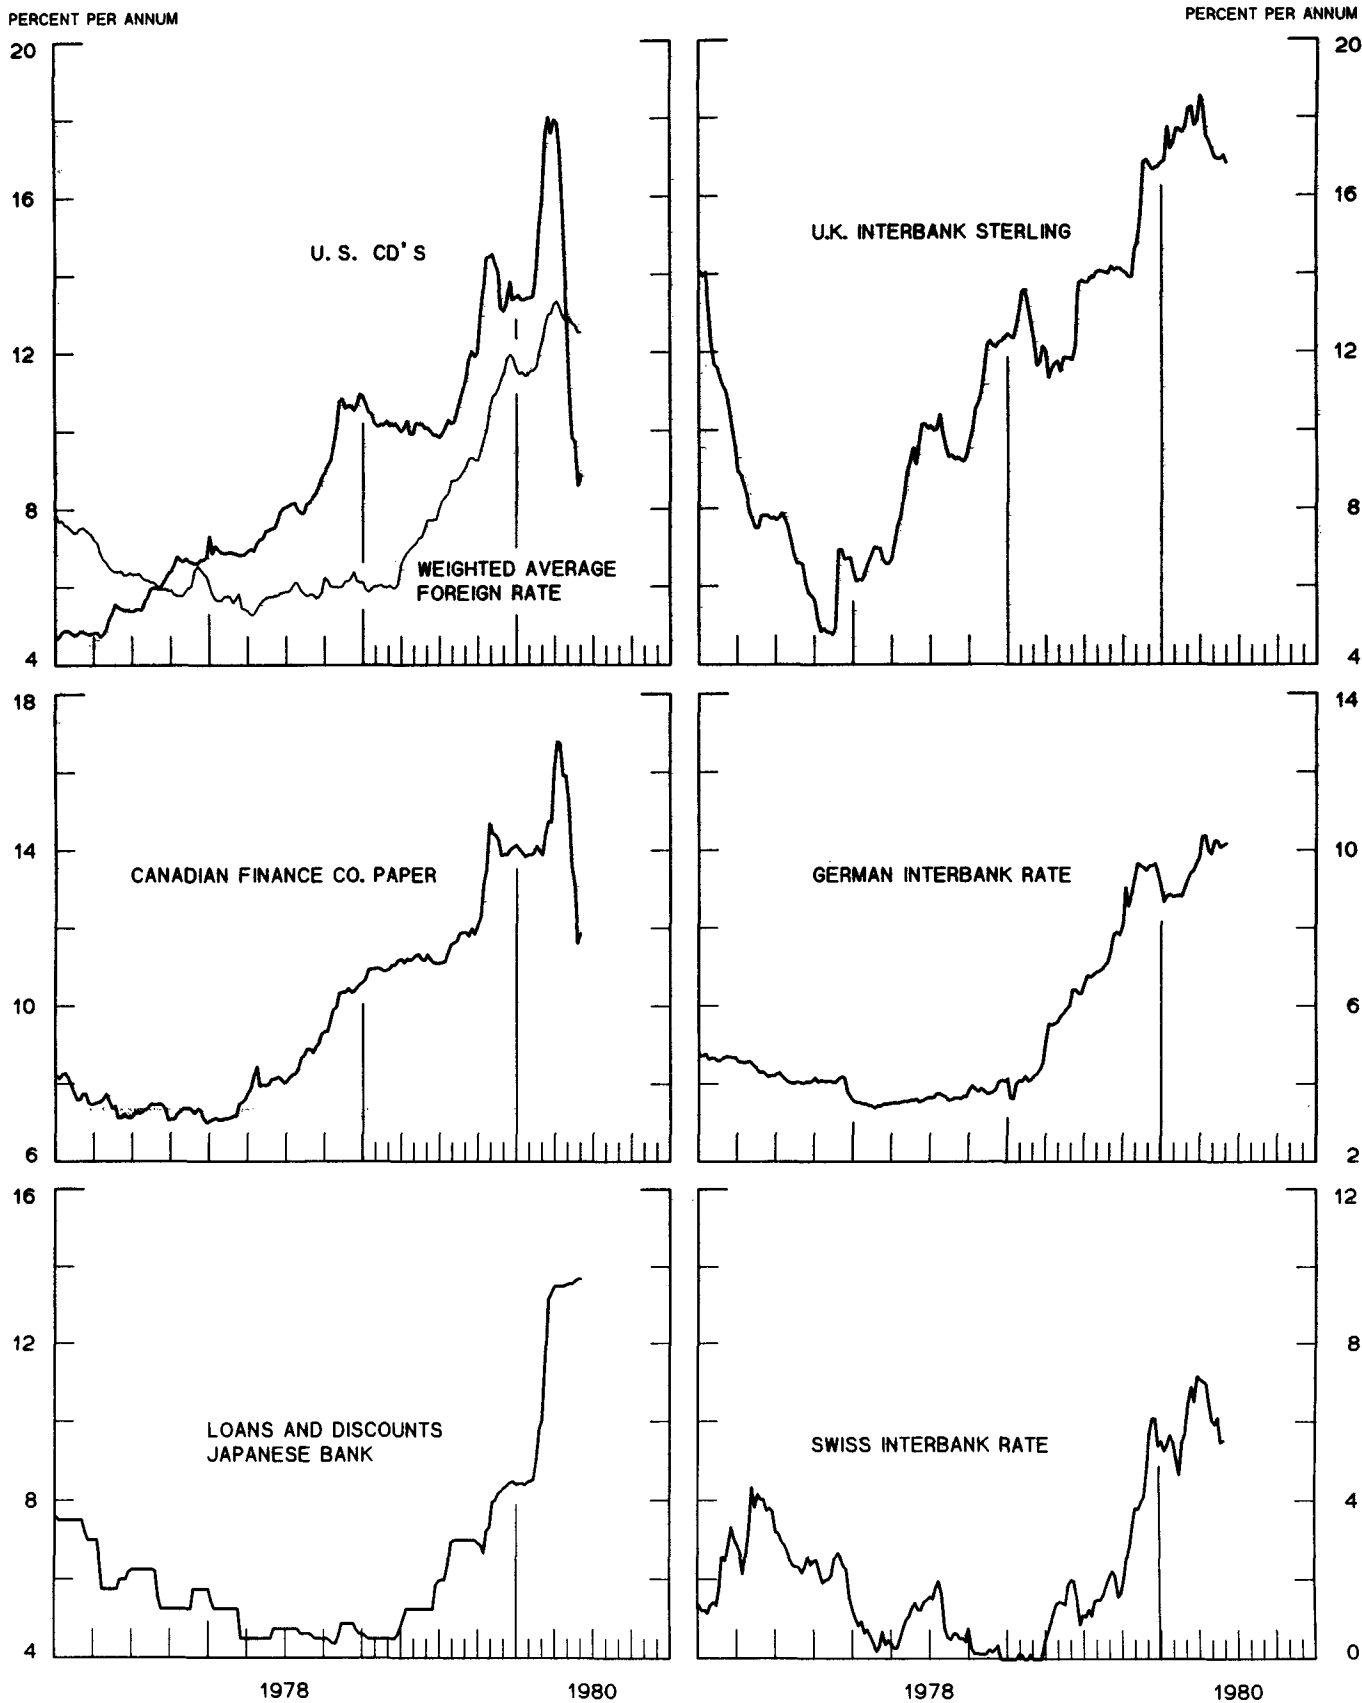 PERCENT PER ANNUM
PERCENT PER ANNUM
20
16
12
8
4
U. S. CD'S
WEIGHTED AVERAGE
FOREIGN RATE
20
16
12
8
4
U.K. INTERBANK STERLING
18
14
10
6
CANADIAN FINANCE CO. PAPER
14
10
6
2
GERMAN INTERBANK RATE
16
12
8
4
LOANS AND DISCOUNTS
JAPANESE BANK
12
8
4
0
SWISS INTERBANK RATE
1978
1980
1978
1980